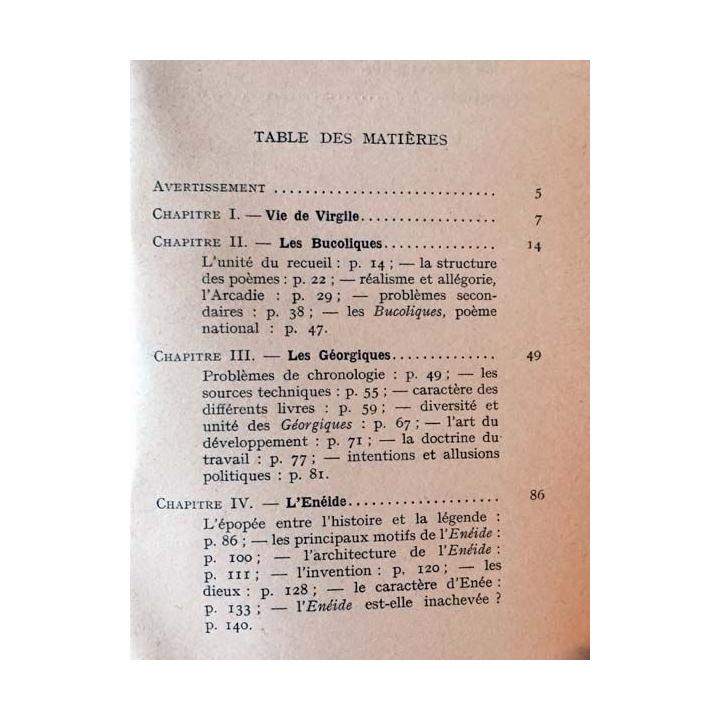 TABLE DES MATIÈRES
AVERTISSEMENT .............................. 5
CHAPITRE I. — Vie de Virgile.................. 7
CHAPITRE II. — Les Bucoliques............... 14
L'unité du recueil : p. 14 ; — la structure
des poèmes : p. 22 ; — réalisme et allégorie,
l'Arcadie : p. 29 ; — problèmes secon-
daires : p. 38 ; — les Bucoliques, poème
national : p. 47.
CHAPITRE III. — Les Géorgiques.............. 49
Problèmes de chronologie : p. 49 ; — les
sources techniques : p. 55 ; — caractère des
différents livres : p. 59 ; — diversité et
unité des Géorgiques : p. 67 ; — l'art du
développement : p. 71 ; — la doctrine du
travail : p. 77 ; — intentions et allusions
politiques : p. 81.
CHAPITRE IV. — L'Enéide.................... 86
L'épopée entre l'histoire et la légende :
p. 86 ; — les principaux motifs de l'Enéide :
p. 100 ; — l'architecture de l'Enéide :
p. 111 ; — l'invention : p. 120 ; — les
dieux : p. 128 ; — le caractère d'Enée :
p. 133 ; — l'Enéide est-elle inachevée ?
p. 140.